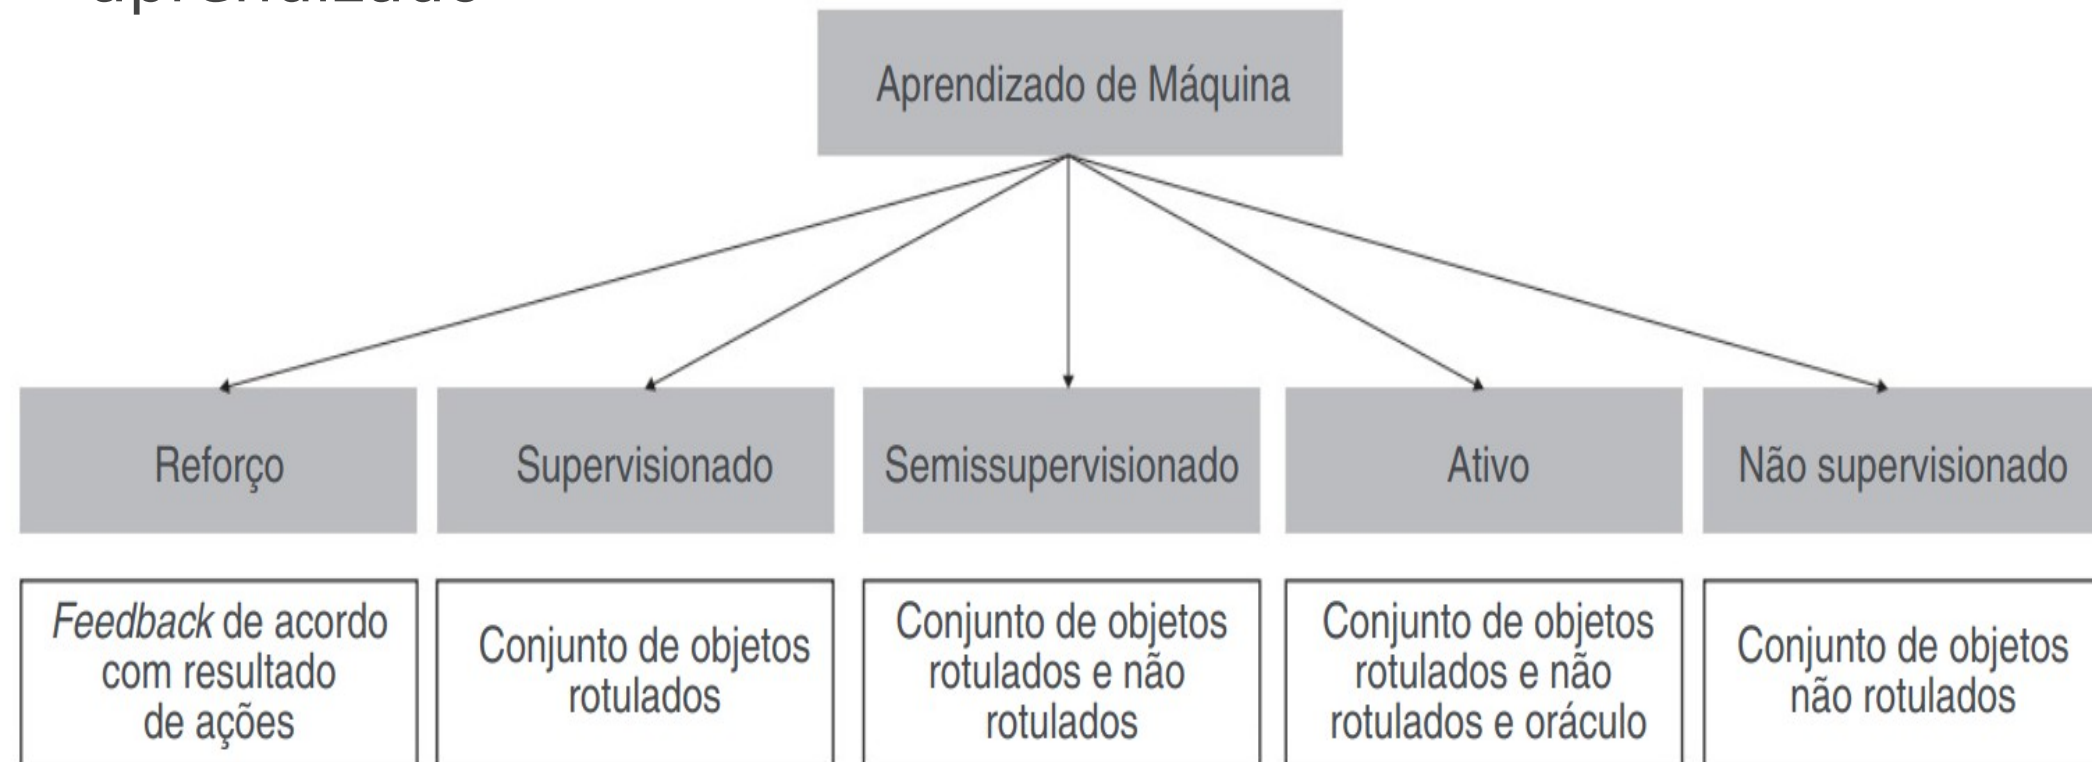 aprendizado
Aprendizado de Máquina
Reforço
Supervisionado
Semissupervisionado
Ativo
Não supervisionado
Feedback de acordo
com resultado
de ações
Conjunto de objetos
rotulados
Conjunto de objetos
rotulados e não
rotulados
Conjunto de objetos
rotulados e não
rotulados e oráculo
Conjunto de objetos
não rotulados